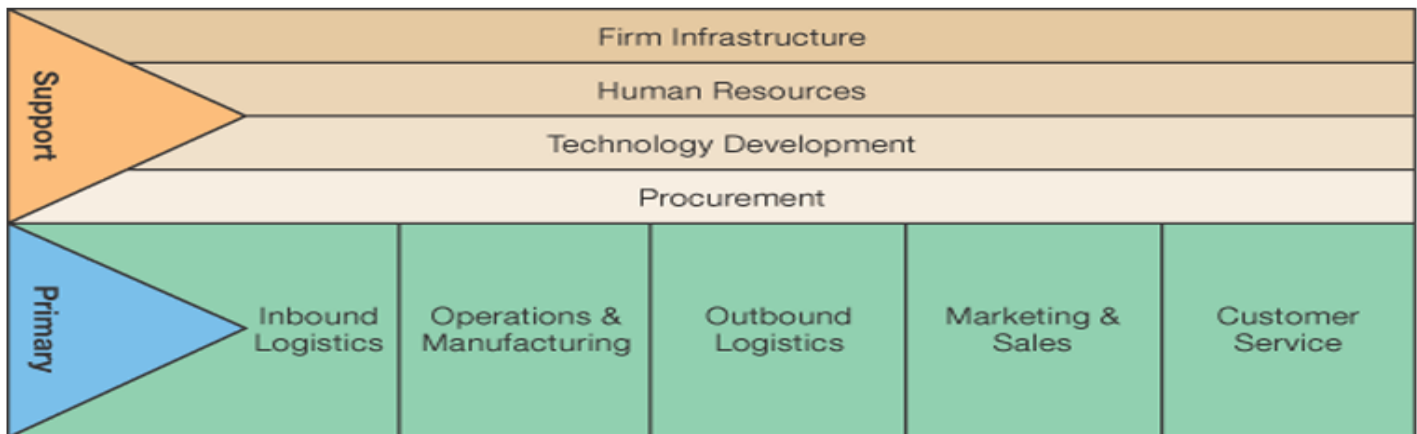 Support
Firm Infrastructure
Human Resources
Technology Development
Procurement
Primary
Inbound
Logistics
Operations &
Manufacturing
Outbound
Logistics
Marketing &
Sales
Customer
Service